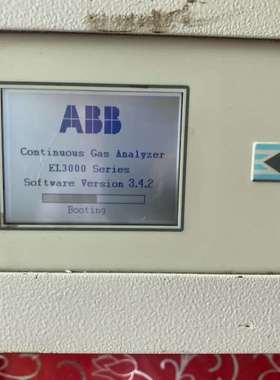 ABB
Continuous Gas Analyzer
EL3000 Series
Software Version 3.4.2
Booting